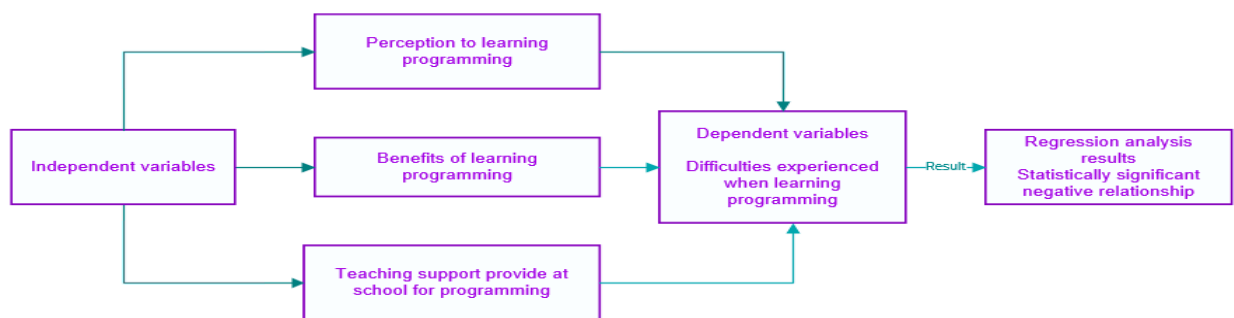 Perception to learning
programming
Independent variables
Benefits of learning
programming
Teaching support provide at
school for programming
Dependent variables
Difficulties experienced
when learning
programming
Result
Regression analysis
results
Statistically significant
negative relationship